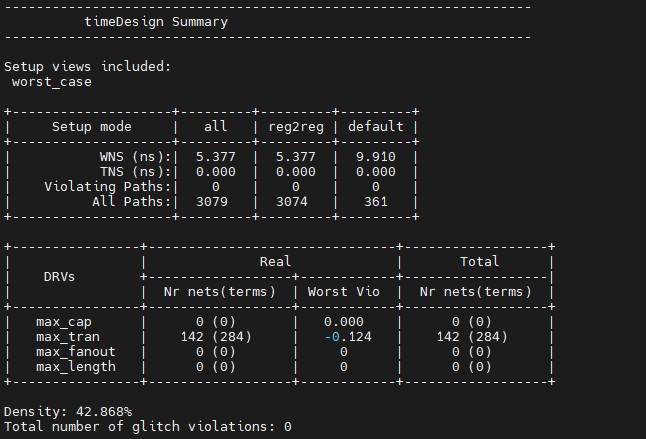 ------------------------------------------------------------------
          timeDesign Summary
------------------------------------------------------------------
Setup views included:
 worst_case
+--------------------+---------+---------+---------+
|     Setup mode     |   all   | reg2reg | default |
+--------------------+---------+---------+---------+
|           WNS (ns):|  5.377  |  5.377  |  9.910  |
|           TNS (ns):|  0.000  |  0.000  |  0.000  |
|    Violating Paths:|    0    |    0    |    0    |
|          All Paths:|  3079   |  3074   |   361   |
+--------------------+---------+---------+---------+
+----------------+-------------------------------+------------------+
|                |              Real             |       Total      |
|    DRVs        +------------------+------------+------------------|
|                |  Nr nets(terms)  | Worst Vio  |  Nr nets(terms)  |
+----------------+------------------+------------+------------------+
|   max_cap      |      0 (0)       |   0.000    |      0 (0)       |
|   max_tran     |    142 (284)     |   -0.124   |    142 (284)     |
|   max_fanout   |      0 (0)       |     0      |      0 (0)       |
|   max_length   |      0 (0)       |     0      |      0 (0)       |
+----------------+------------------+------------+------------------+
Density: 42.868%
Total number of glitch violations: 0